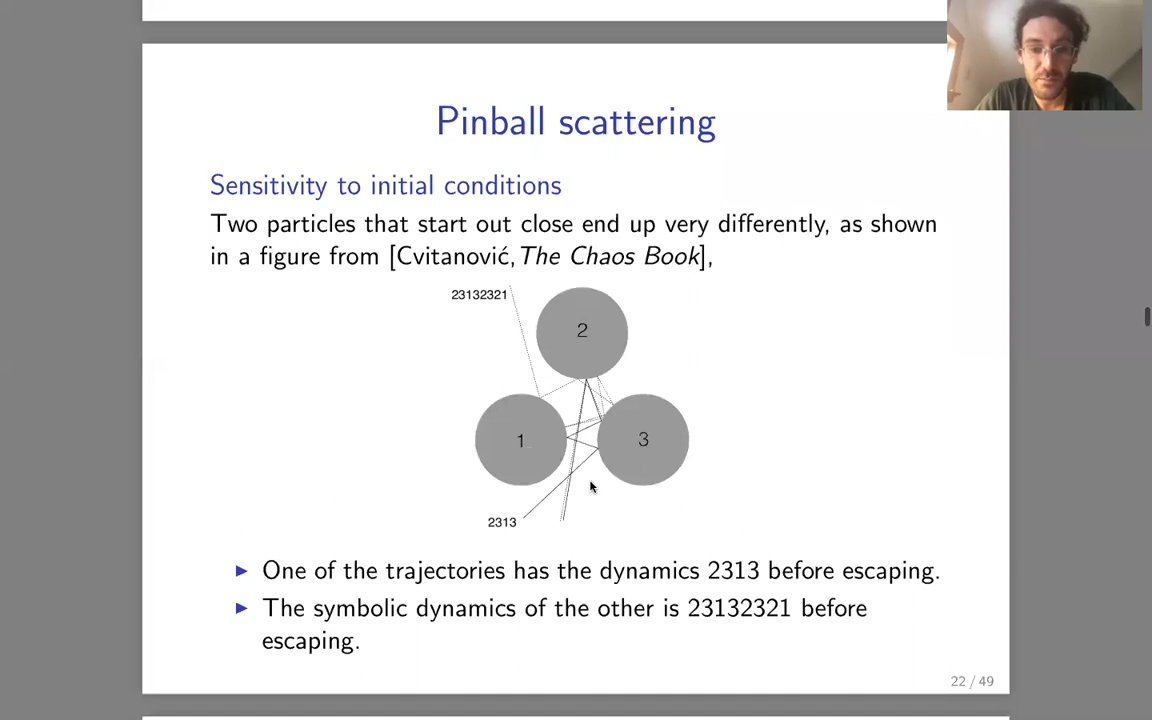 Pinball scattering
Sensitivity to initial conditions
Two particles that start out close end up very differently, as shown
in a figure from [Cvitanović, The Chaos Book],
23132321
2
1
3
2313
▶ One of the trajectories has the dynamics 2313 before escaping.
▶ The symbolic dynamics of the other is 23132321 before
escaping.
22 / 49